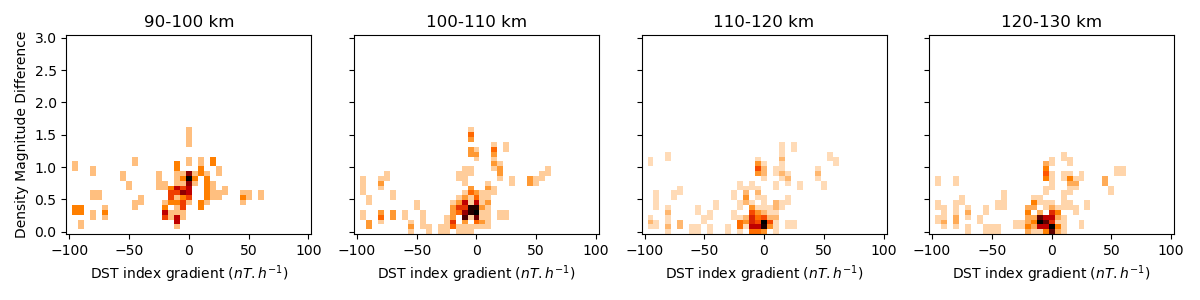 90-100 km 100-110 km 110-120 km 120-130 km
Density Magnitude Difference
3.0
2.5
2.0
1.5
1.0
0.5
0.0
−100 −50 0 50 100 −100 −50 0 50 100 −100 −50 0 50 100 −100 −50 0 50 100
DST index gradient (nT.h⁻¹) DST index gradient (nT.h⁻¹) DST index gradient (nT.h⁻¹) DST index gradient (nT.h⁻¹)